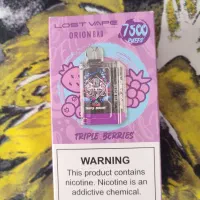 LOST VAPE
ORION BAR
7500
PUFFS
TRIPLE BERRIES
WARNING
This product contains
nicotine. Nicotine is an
addictive chemical.